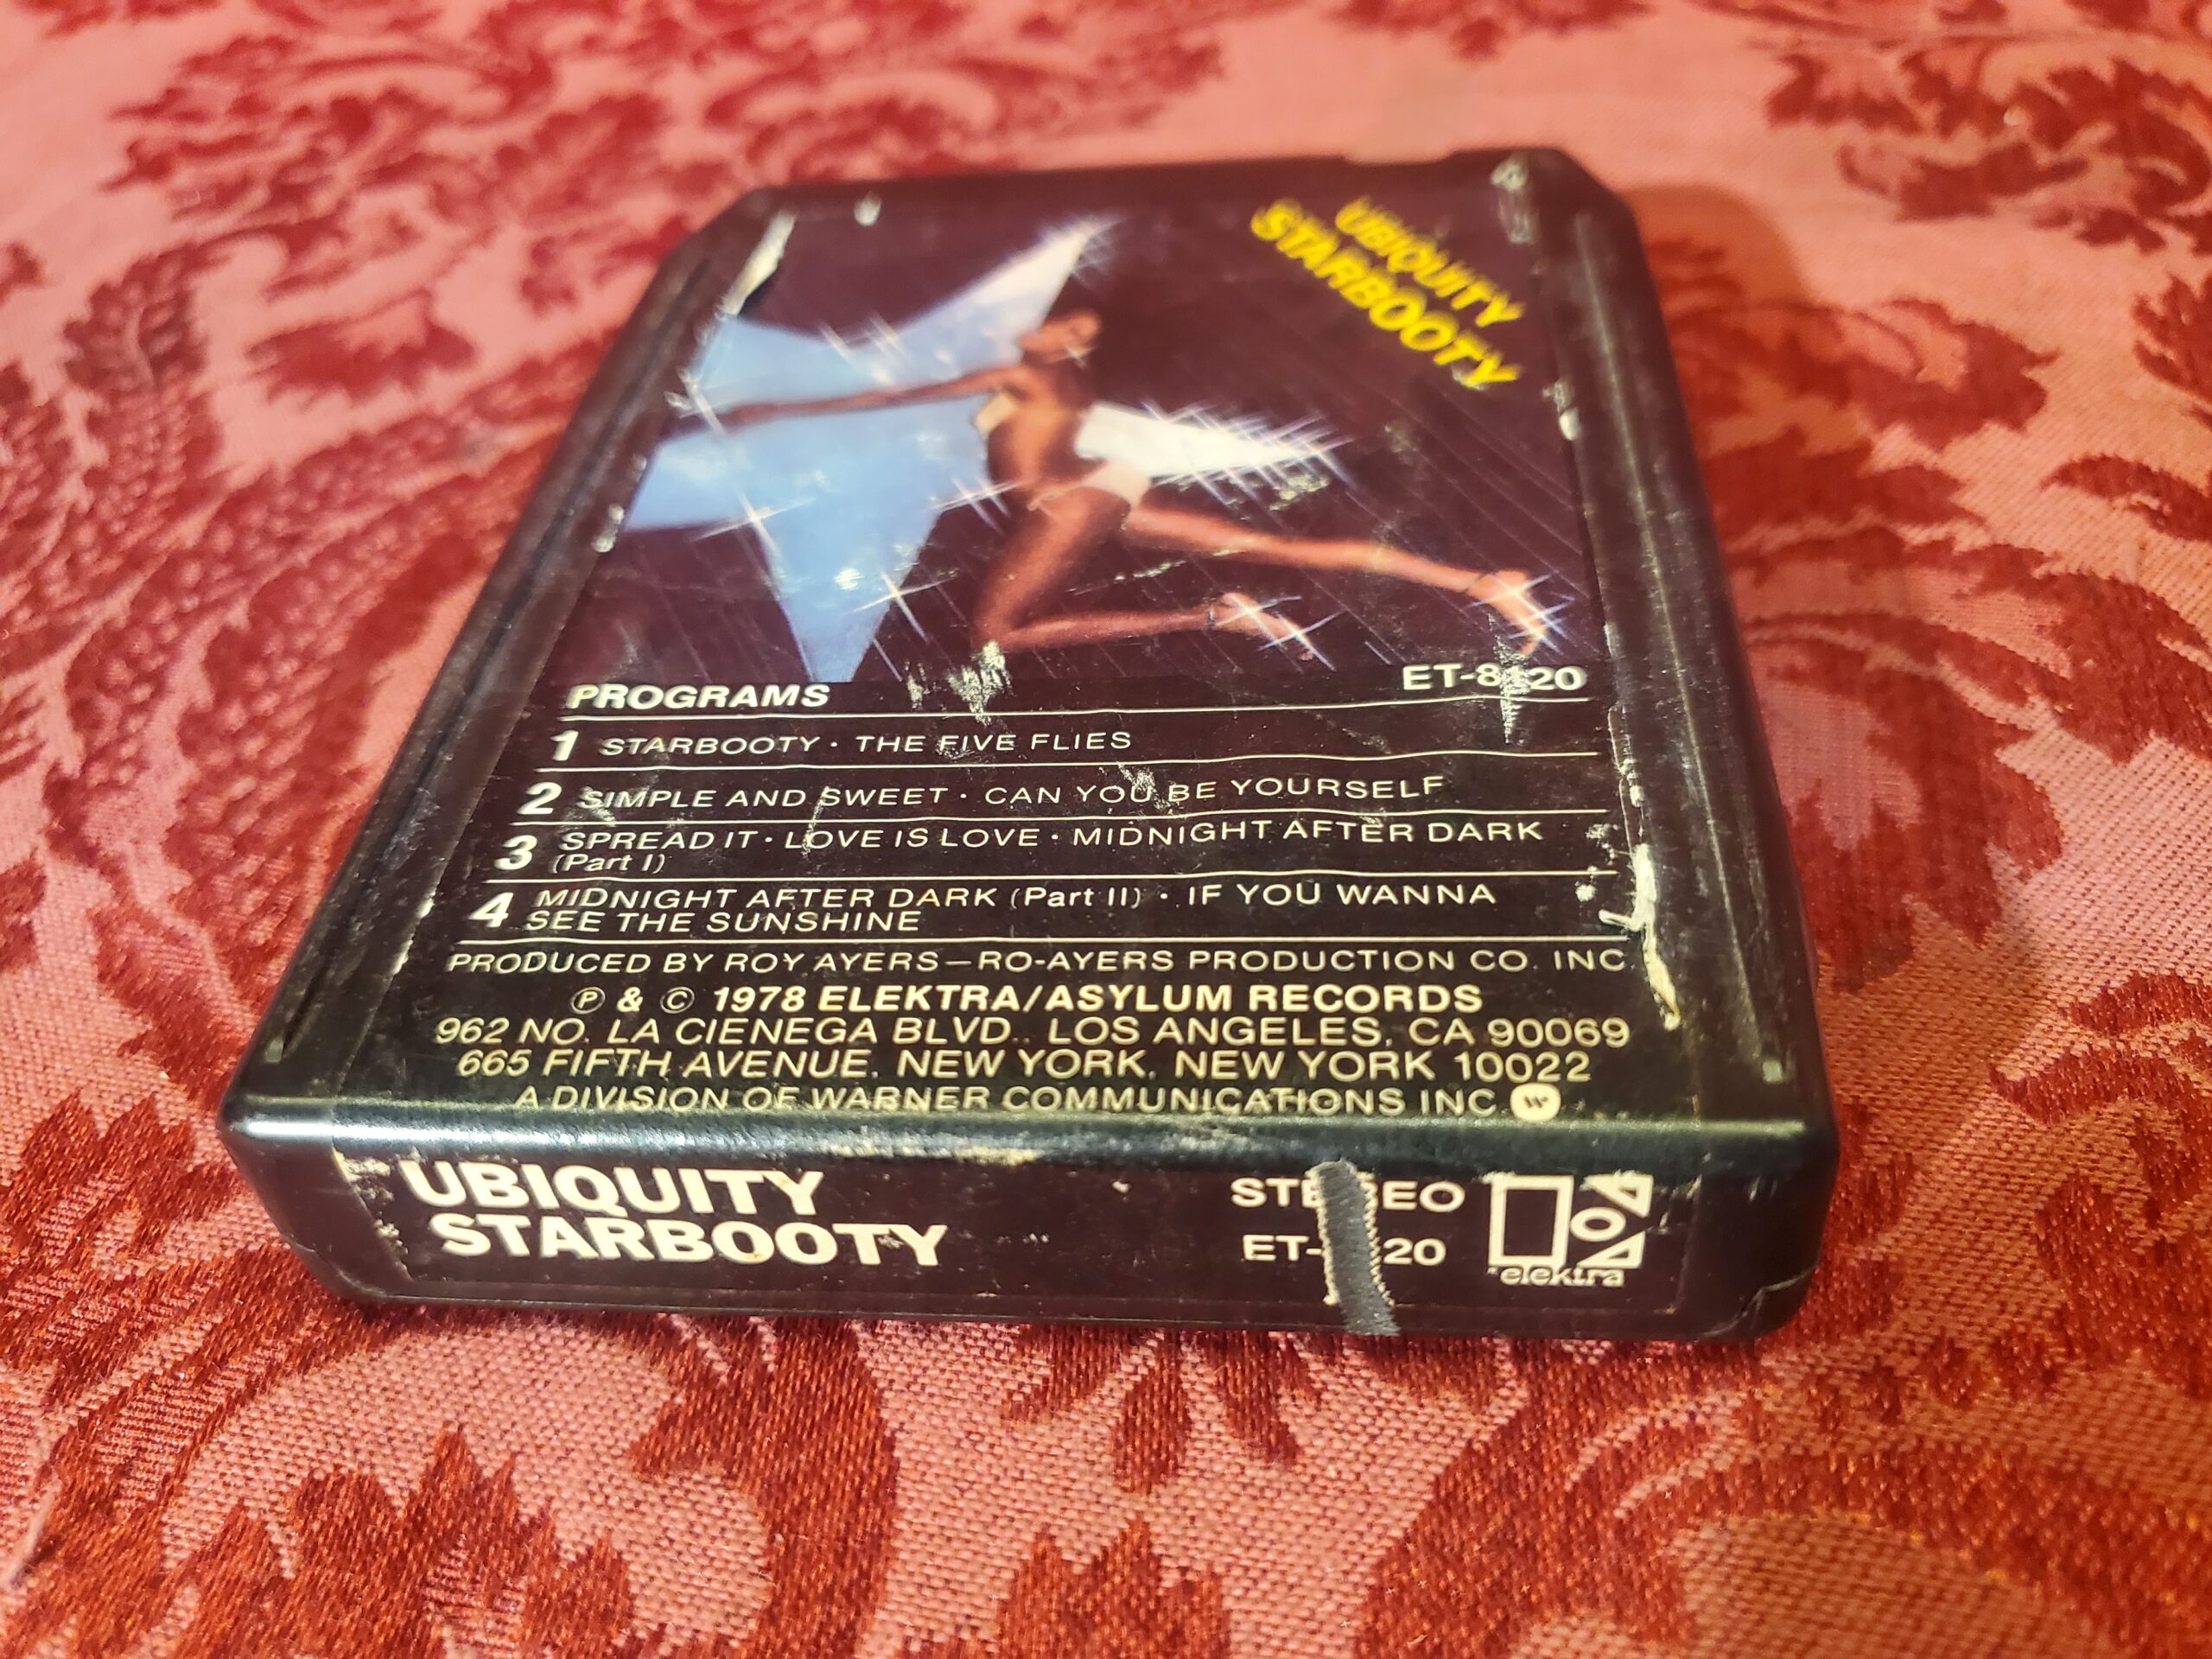 UBIQUITY
STARBOOTY
PROGRAMS ET-8120
1 STARBOOTY · THE FIVE FLIES
2 SIMPLE AND SWEET · CAN YOU BE YOURSELF
3 SPREAD IT · LOVE IS LOVE · MIDNIGHT AFTER DARK
(Part I)
4 MIDNIGHT AFTER DARK (Part II) · IF YOU WANNA
SEE THE SUNSHINE
PRODUCED BY ROY AYERS—RO-AYERS PRODUCTION CO. INC.
℗ & © 1978 ELEKTRA/ASYLUM RECORDS
962 NO. LA CIENEGA BLVD., LOS ANGELES, CA 90069
665 FIFTH AVENUE, NEW YORK, NEW YORK 10022
A DIVISION OF WARNER COMMUNICATIONS INC
UBIQUITY
STARBOOTY
STEREO
elektra